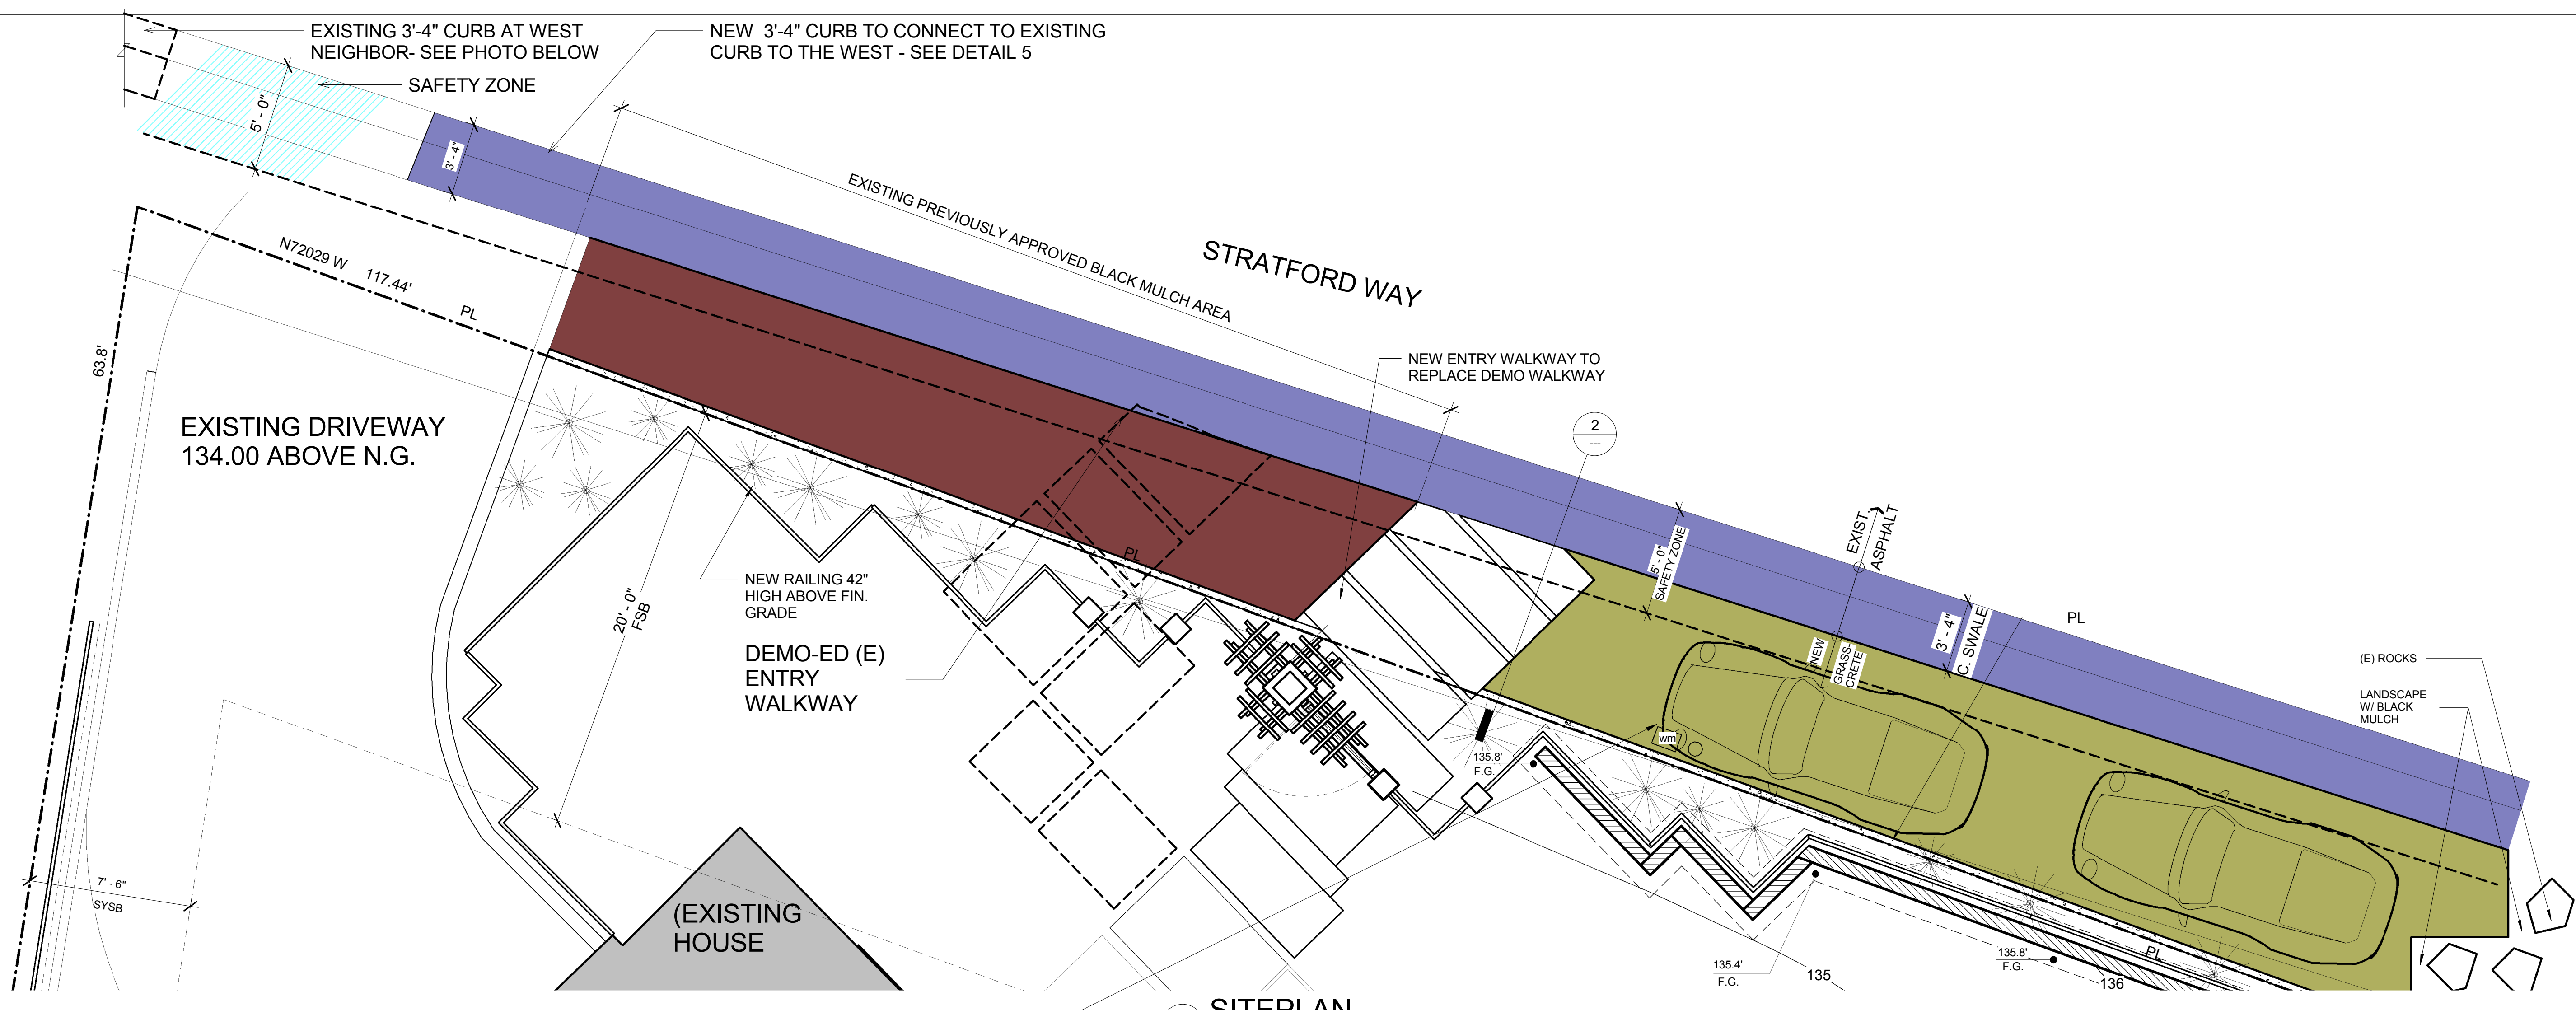 EXISTING 3'-4" CURB AT WEST
NEIGHBOR- SEE PHOTO BELOW
SAFETY ZONE
NEW 3'-4" CURB TO CONNECT TO EXISTING
CURB TO THE WEST - SEE DETAIL 5
5' - 0"
3' - 4"
EXISTING PREVIOUSLY APPROVED BLACK MULCH AREA
STRATFORD WAY
N72029 W 117.44'
PL
63.8'
EXISTING DRIVEWAY
134.00 ABOVE N.G.
NEW ENTRY WALKWAY TO
REPLACE DEMO WALKWAY
2
---
EXIST.
ASPHALT
5' - 0"
SAFETY ZONE
NEW
GRASS-
CRETE
3' - 4"
C. SWALE
PL
(E) ROCKS
LANDSCAPE
W/ BLACK
MULCH
PL
NEW RAILING 42"
HIGH ABOVE FIN.
GRADE
20' - 0"
FSB
DEMO-ED (E)
ENTRY
WALKWAY
wm
135.8'
F.G.
7' - 6"
SYSB
(EXISTING
HOUSE
135.4'
F.G.
135
135.8'
F.G.
136
PL
SITEPLAN